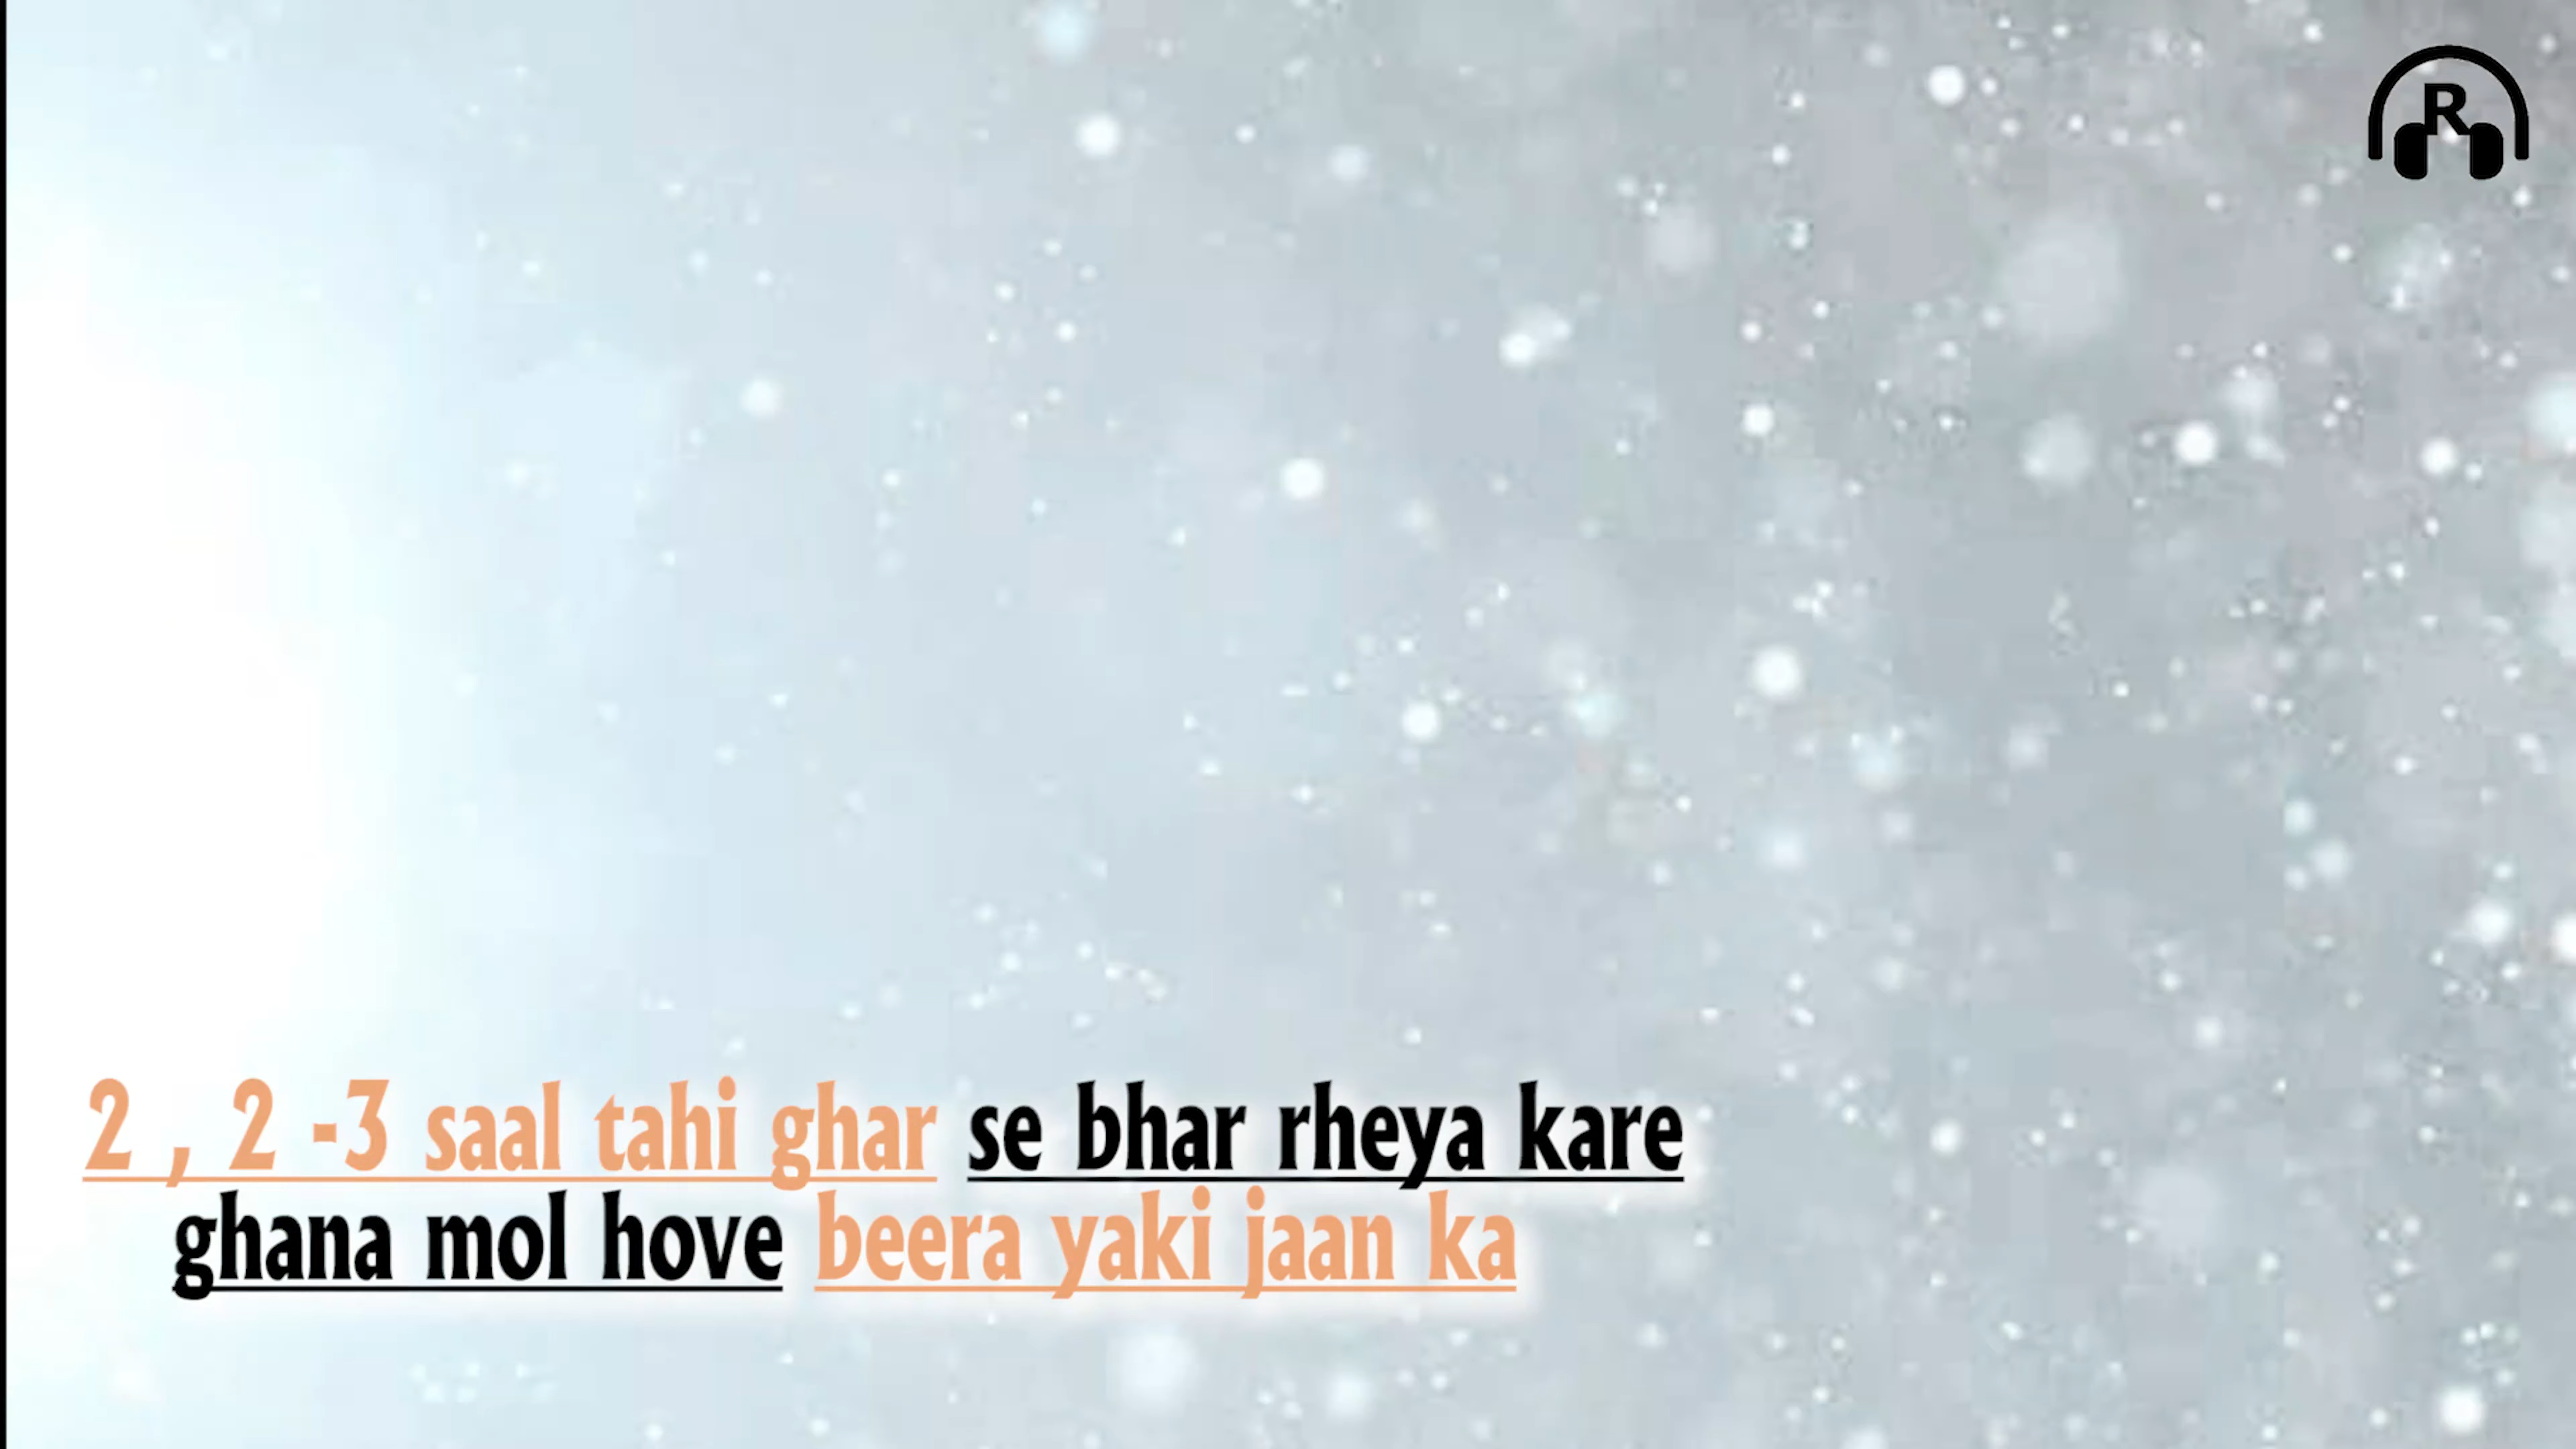 R
2 , 2 -3 saal tahi ghar se bhar rheya kare
ghana mol hove beera yaki jaan ka